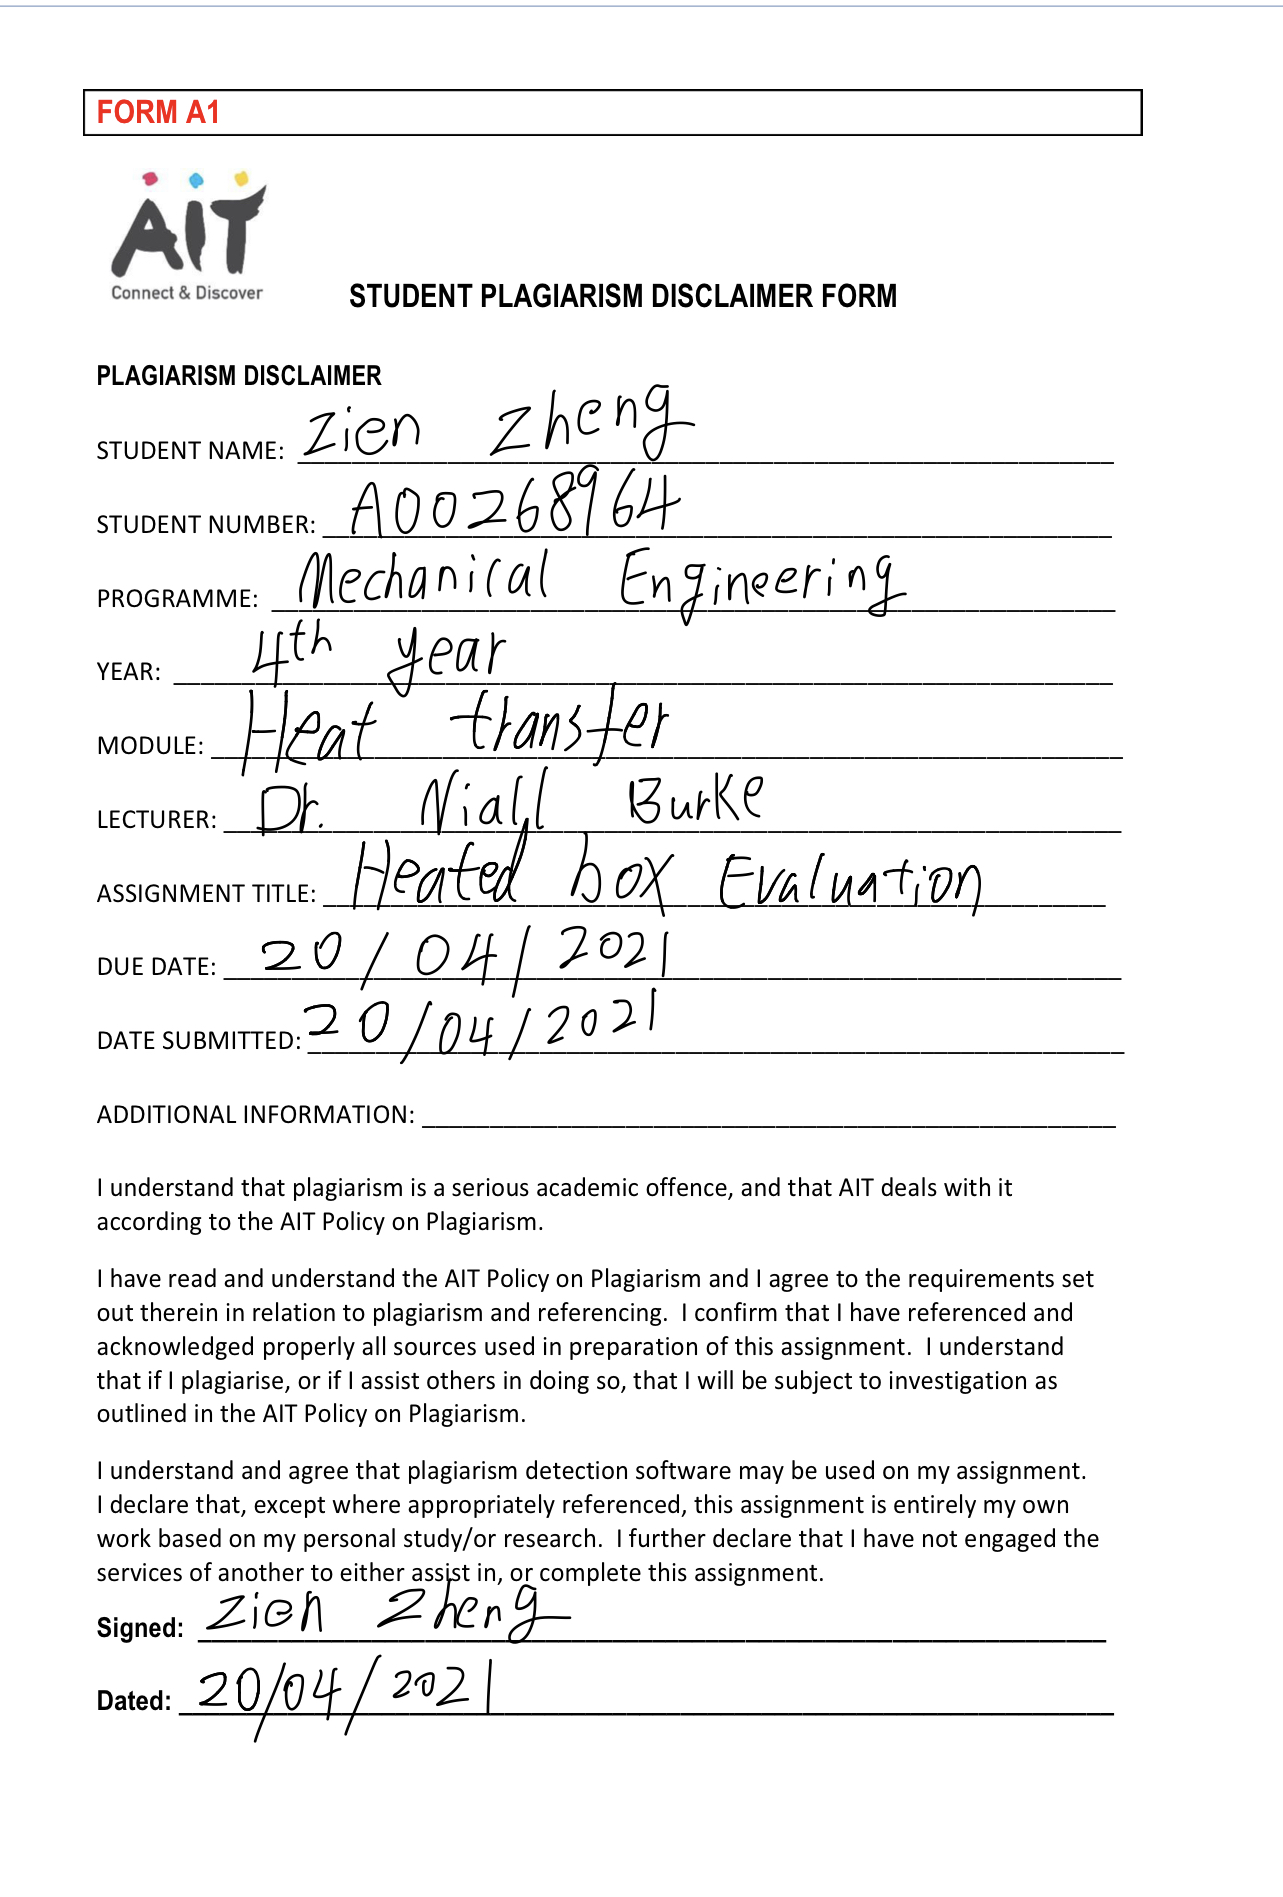 FORM A1
AIT
Connect & Discover
STUDENT PLAGIARISM DISCLAIMER FORM
PLAGIARISM DISCLAIMER
STUDENT NAME: Zien Zheng
STUDENT NUMBER: A00268964
PROGRAMME: Mechanical Engineering
YEAR: 4th year
MODULE: Heat transfer
LECTURER: Dr. Niall Burke
ASSIGNMENT TITLE: Heated box Evaluation
DUE DATE: 20/04/2021
DATE SUBMITTED: 20/04/2021
ADDITIONAL INFORMATION:
I understand that plagiarism is a serious academic offence, and that AIT deals with it
according to the AIT Policy on Plagiarism.
I have read and understand the AIT Policy on Plagiarism and I agree to the requirements set
out therein in relation to plagiarism and referencing.  I confirm that I have referenced and
acknowledged properly all sources used in preparation of this assignment.  I understand
that if I plagiarise, or if I assist others in doing so, that I will be subject to investigation as
outlined in the AIT Policy on Plagiarism.
I understand and agree that plagiarism detection software may be used on my assignment.
I declare that, except where appropriately referenced, this assignment is entirely my own
work based on my personal study/or research.  I further declare that I have not engaged the
services of another to either assist in, or complete this assignment.
Signed: Zien Zheng
Dated: 20/04/2021